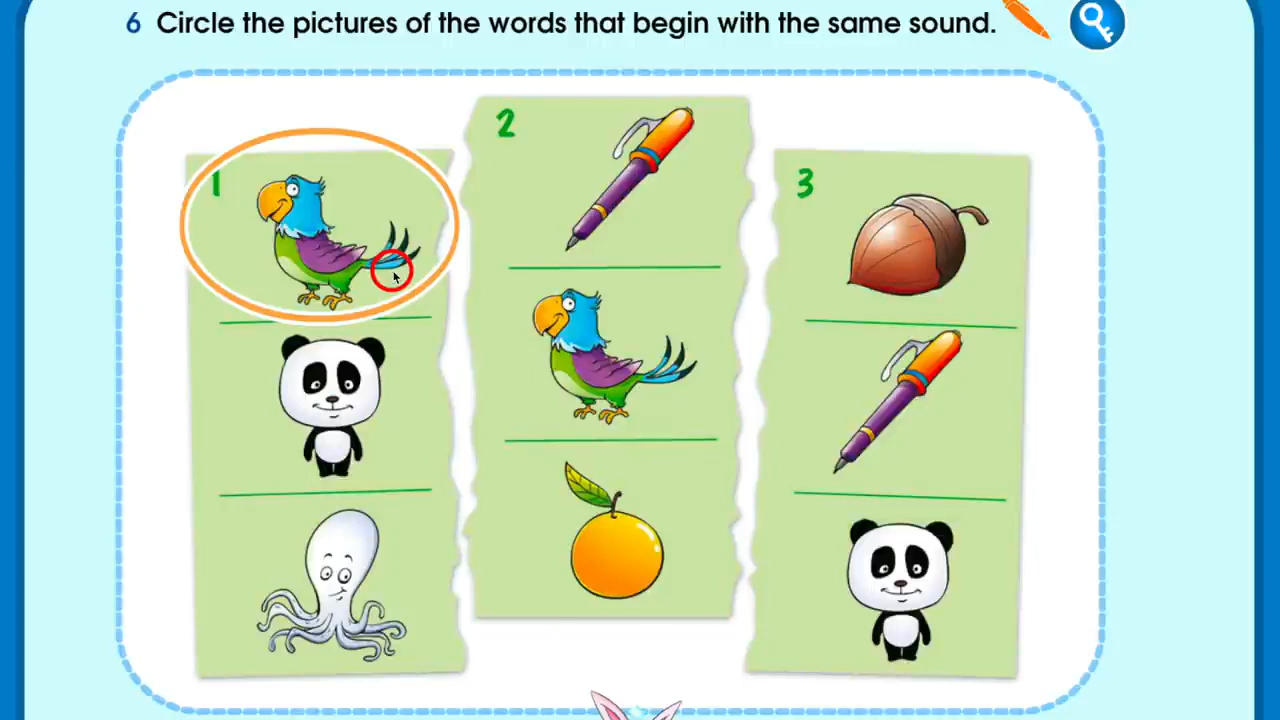 6 Circle the pictures of the words that begin with the same sound.
1
2
3